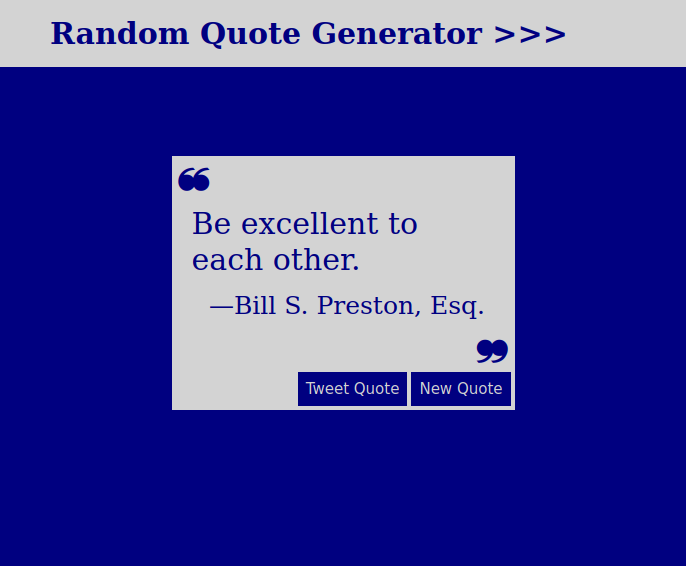 Random Quote Generator >>>
❝
Be excellent to
each other.
—Bill S. Preston, Esq.
❞
Tweet Quote New Quote